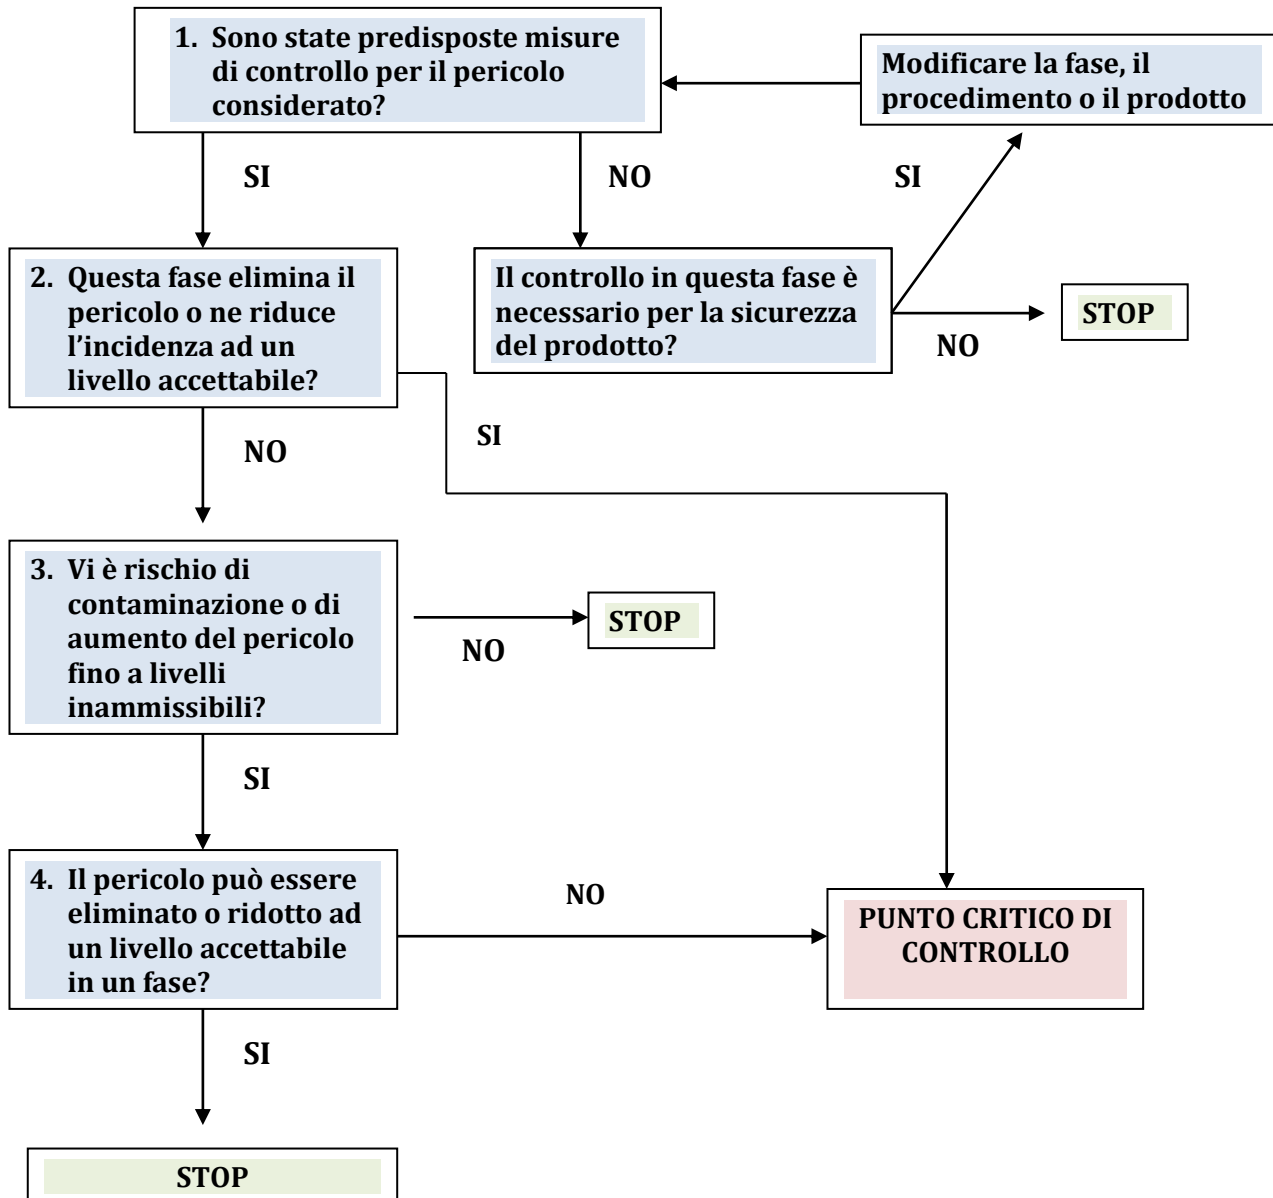 1. Sono state predisposte misure
di controllo per il pericolo
considerato?
Modificare la fase, il
procedimento o il prodotto
SI
NO
SI
2. Questa fase elimina il
pericolo o ne riduce
l’incidenza ad un
livello accettabile?
Il controllo in questa fase è
necessario per la sicurezza
del prodotto?
STOP
NO
SI
NO
3. Vi è rischio di
contaminazione o di
aumento del pericolo
fino a livelli
inammissibili?
STOP
NO
SI
4. Il pericolo può essere
eliminato o ridotto ad
un livello accettabile
in un fase?
NO
PUNTO CRITICO DI
CONTROLLO
SI
STOP